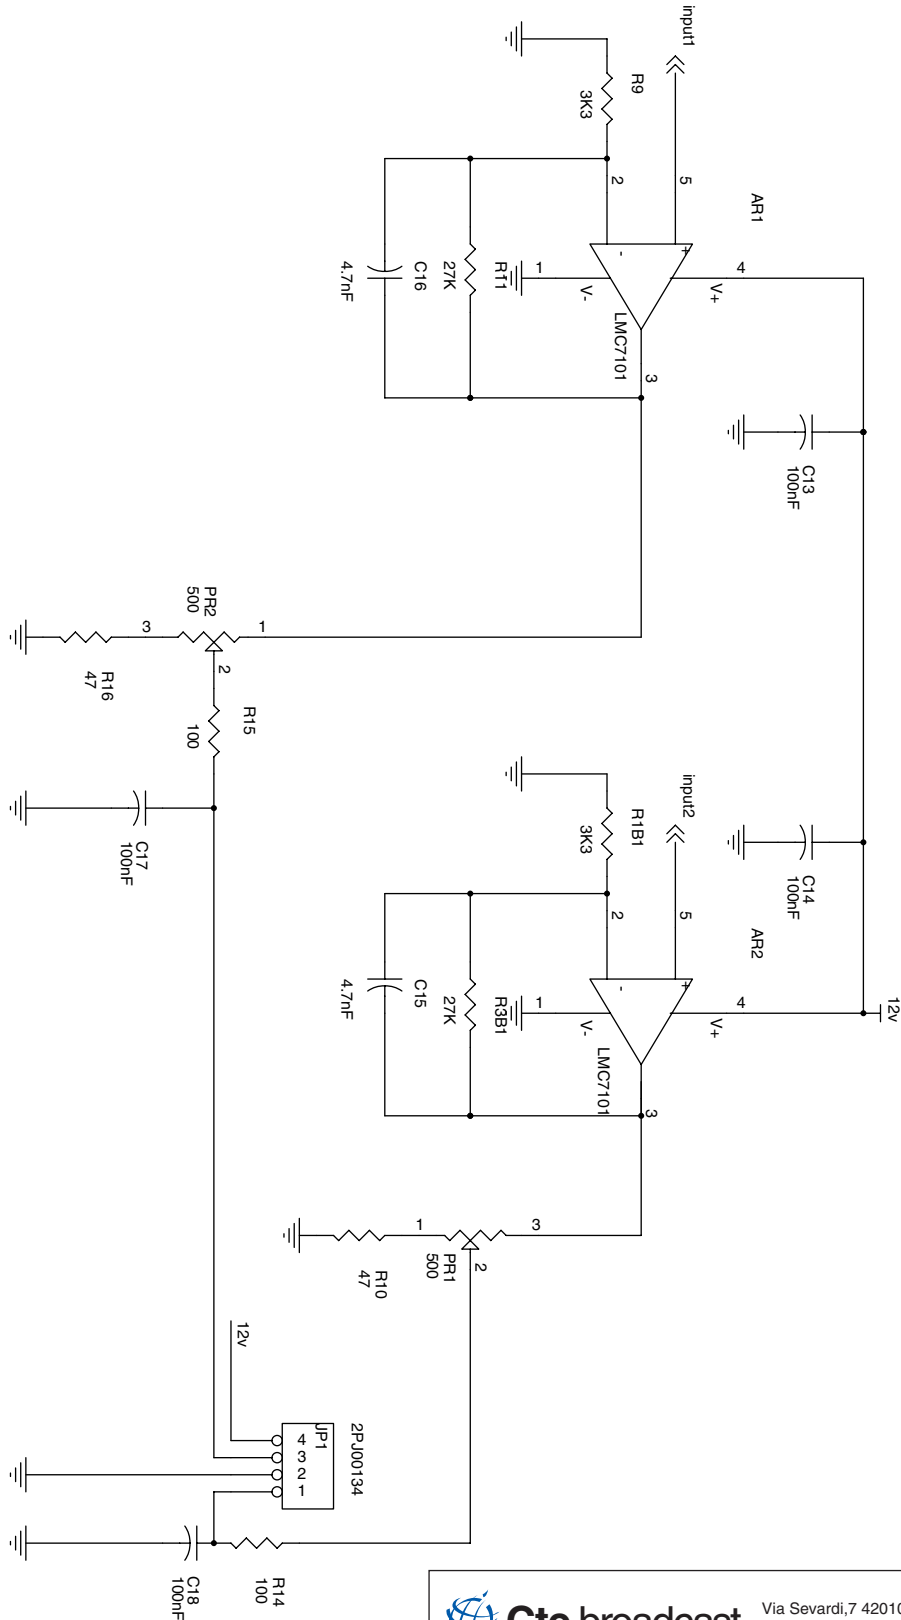 input1
R9
3K3
2
5
AR1
C16
4.7nF
R11
27K
1
V-
LMC7101
3
4
V+
C13
100nF
PR2
500
3
1
2
R16
47
R15
100
C17
100nF
input2
R1B1
3K3
2
5
AR2
C14
100nF
12v
C15
4.7nF
R3B1
27K
1
V-
LMC7101
3
4
V+
PR1
500
1
3
2
R10
47
12v
2PJ00134
JP1
4
3
2
1
R14
100
C18
100nF
Cte broadcast
Via Sevardi,7 42010